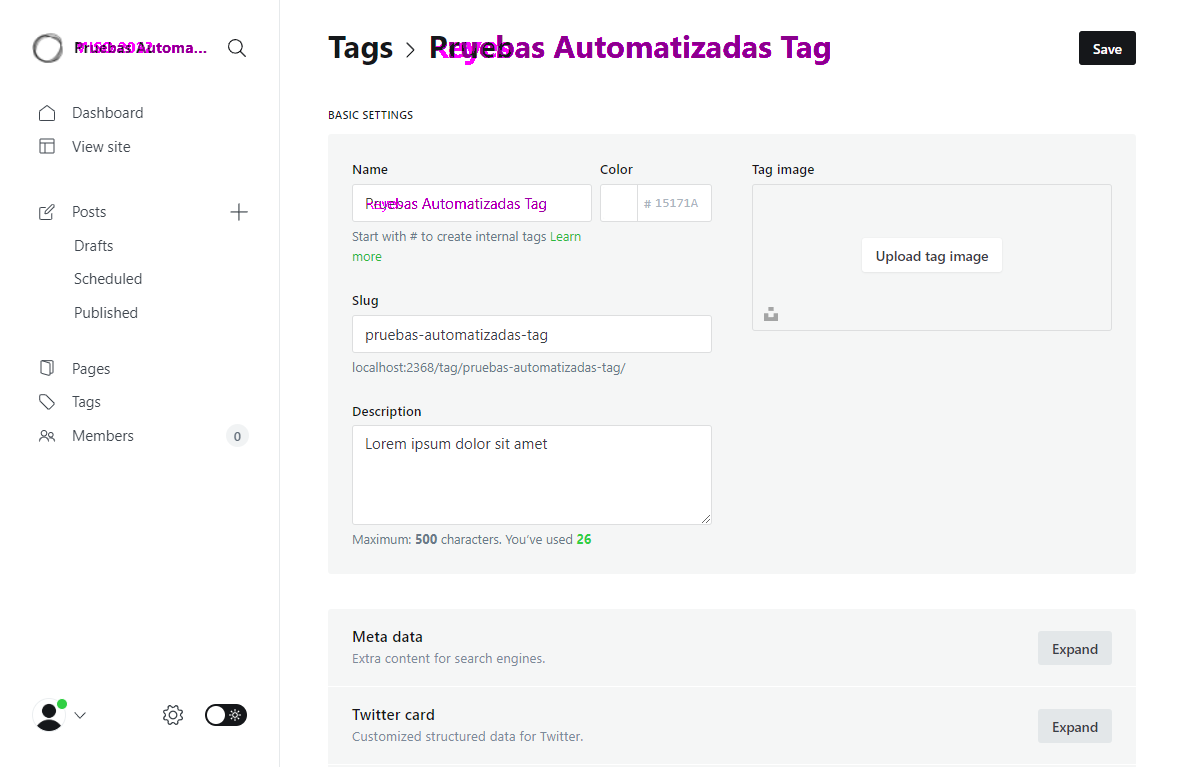 Pruebas Automa...
Tags > Pruebas Automatizadas Tag
Save
Dashboard
View site
Posts
Drafts
Scheduled
Published
Pages
Tags
Members
0
BASIC SETTINGS
Name
Pruebas Automatizadas Tag
Start with # to create internal tags Learn
more
Color
# 15171A
Slug
pruebas-automatizadas-tag
localhost:2368/tag/pruebas-automatizadas-tag/
Description
Lorem ipsum dolor sit amet
Maximum: 500 characters. You’ve used 26
Tag image
Upload tag image
Meta data
Extra content for search engines.
Expand
Twitter card
Customized structured data for Twitter.
Expand